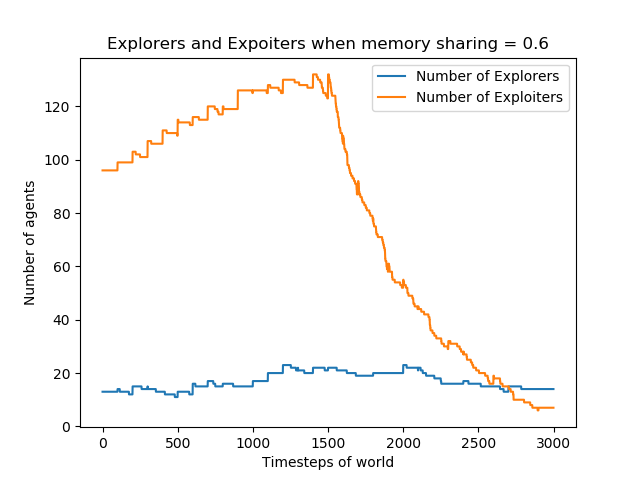 Explorers and Expoiters when memory sharing = 0.6
Number of Explorers
Number of Exploiters
Number of agents
120
100
80
60
40
20
0
0 500 1000 1500 2000 2500 3000
Timesteps of world